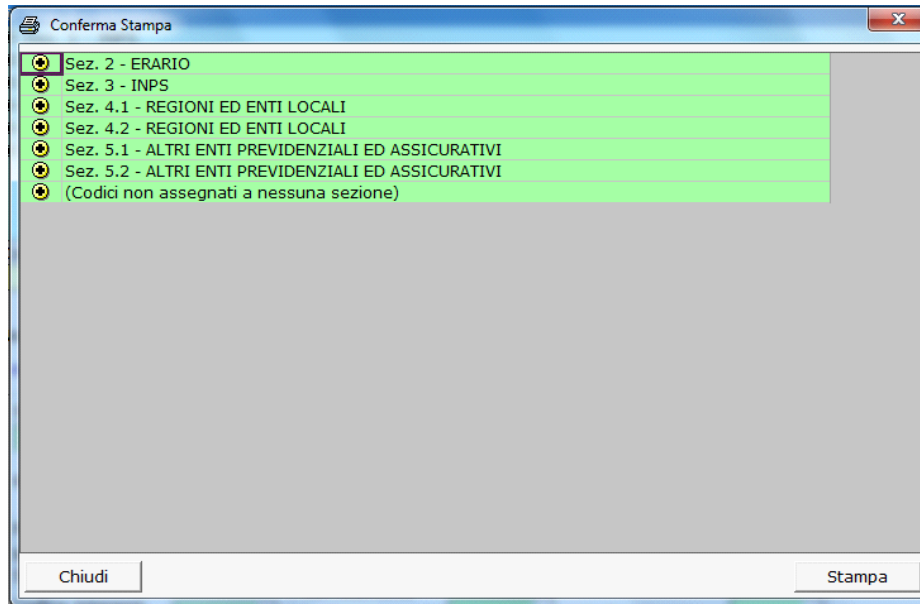 Conferma Stampa
Sez. 2 - ERARIO
Sez. 3 - INPS
Sez. 4.1 - REGIONI ED ENTI LOCALI
Sez. 4.2 - REGIONI ED ENTI LOCALI
Sez. 5.1 - ALTRI ENTI PREVIDENZIALI ED ASSICURATIVI
Sez. 5.2 - ALTRI ENTI PREVIDENZIALI ED ASSICURATIVI
(Codici non assegnati a nessuna sezione)
Chiudi
Stampa